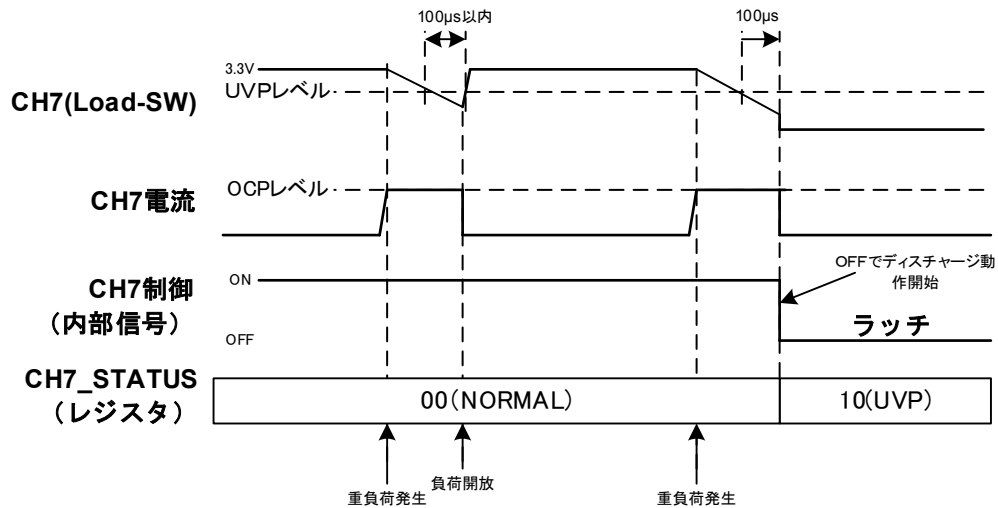 100µs以内
100µs
3.3V
UVPレベル
CH7(Load-SW)
OCPレベル
CH7電流
ON
OFFでディスチャージ動
作開始
CH7制御
（内部信号）
ラッチ
OFF
CH7_STATUS
（レジスタ）
00（NORMAL）
10(UVP)
重負荷発生
負荷開放
重負荷発生